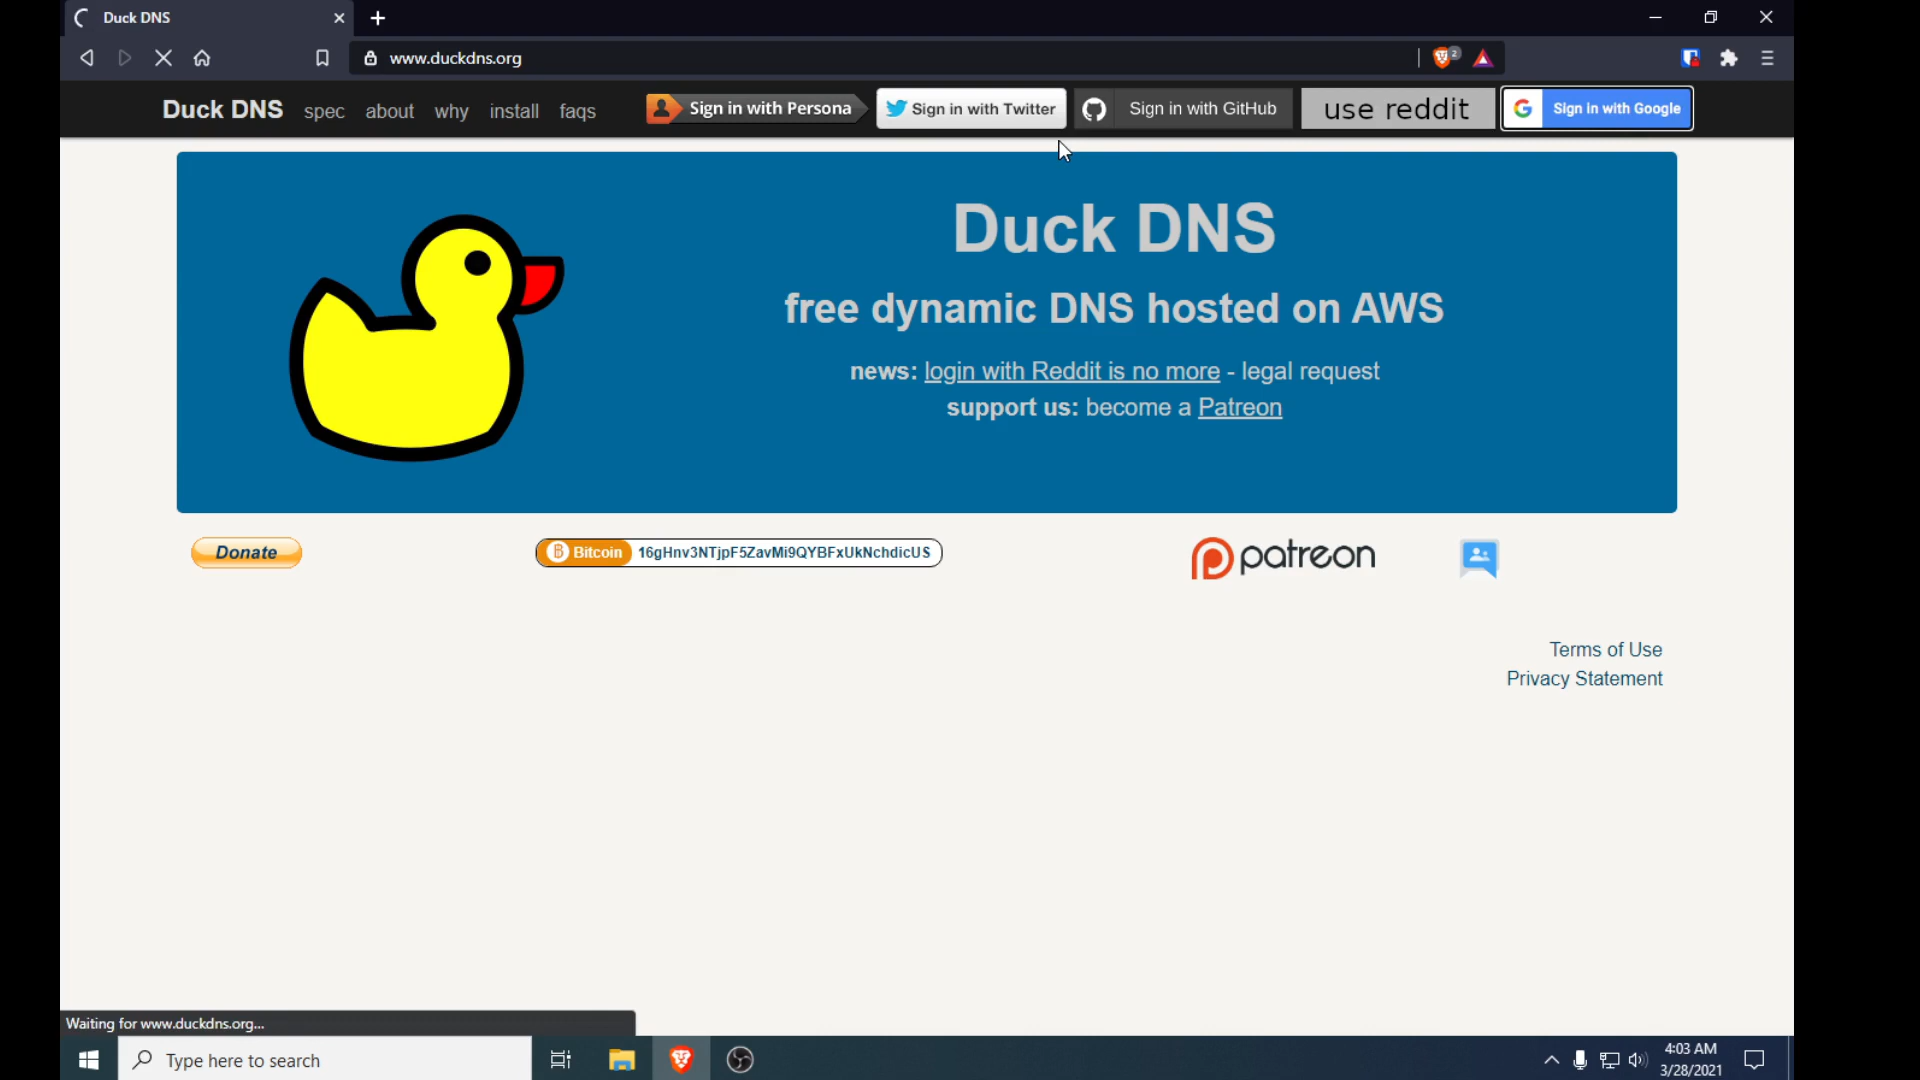 Duck DNS
www.duckdns.org
2
Duck DNS spec about why install faqs
Sign in with Persona
Sign in with Twitter
Sign in with GitHub
use reddit
Sign in with Google
Duck DNS
free dynamic DNS hosted on AWS
news: login with Reddit is no more - legal request
support us: become a Patreon
Donate
Bitcoin 16gHnv3NTjpF5ZavMi9QYBFxUkNchdicUS
patreon
Terms of Use
Privacy Statement
Waiting for www.duckdns.org...
Type here to search
4:03 AM
3/28/2021